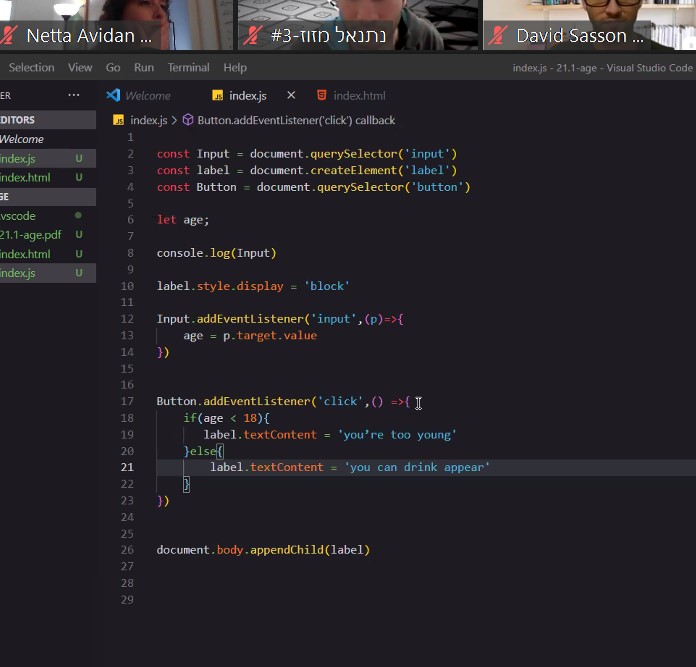 Netta Avidan ...
נתנאל מזוז-3#
David Sasson ...
Selection View Go Run Terminal Help
index.js - 21.1-age - Visual Studio Code
ER ...
Welcome index.js × index.html
EDITORS
index.js > Button.addEventListener('click') callback
Welcome
index.js U
index.html U
GE
.vscode
21.1-age.pdf U
index.html U
index.js U
1
2 const Input = document.querySelector('input')
3 const label = document.createElement('label')
4 const Button = document.querySelector('button')
5
6 let age;
7
8 console.log(Input)
9
10 label.style.display = 'block'
11
12 Input.addEventListener('input',(p)=>{
13 age = p.target.value
14 })
15
16
17 Button.addEventListener('click',() =>{
18 if(age < 18){
19 label.textContent = 'you’re too young'
20 }else{
21 label.textContent = 'you can drink appear'
22 }
23 })
24
25
26 document.body.appendChild(label)
27
28
29